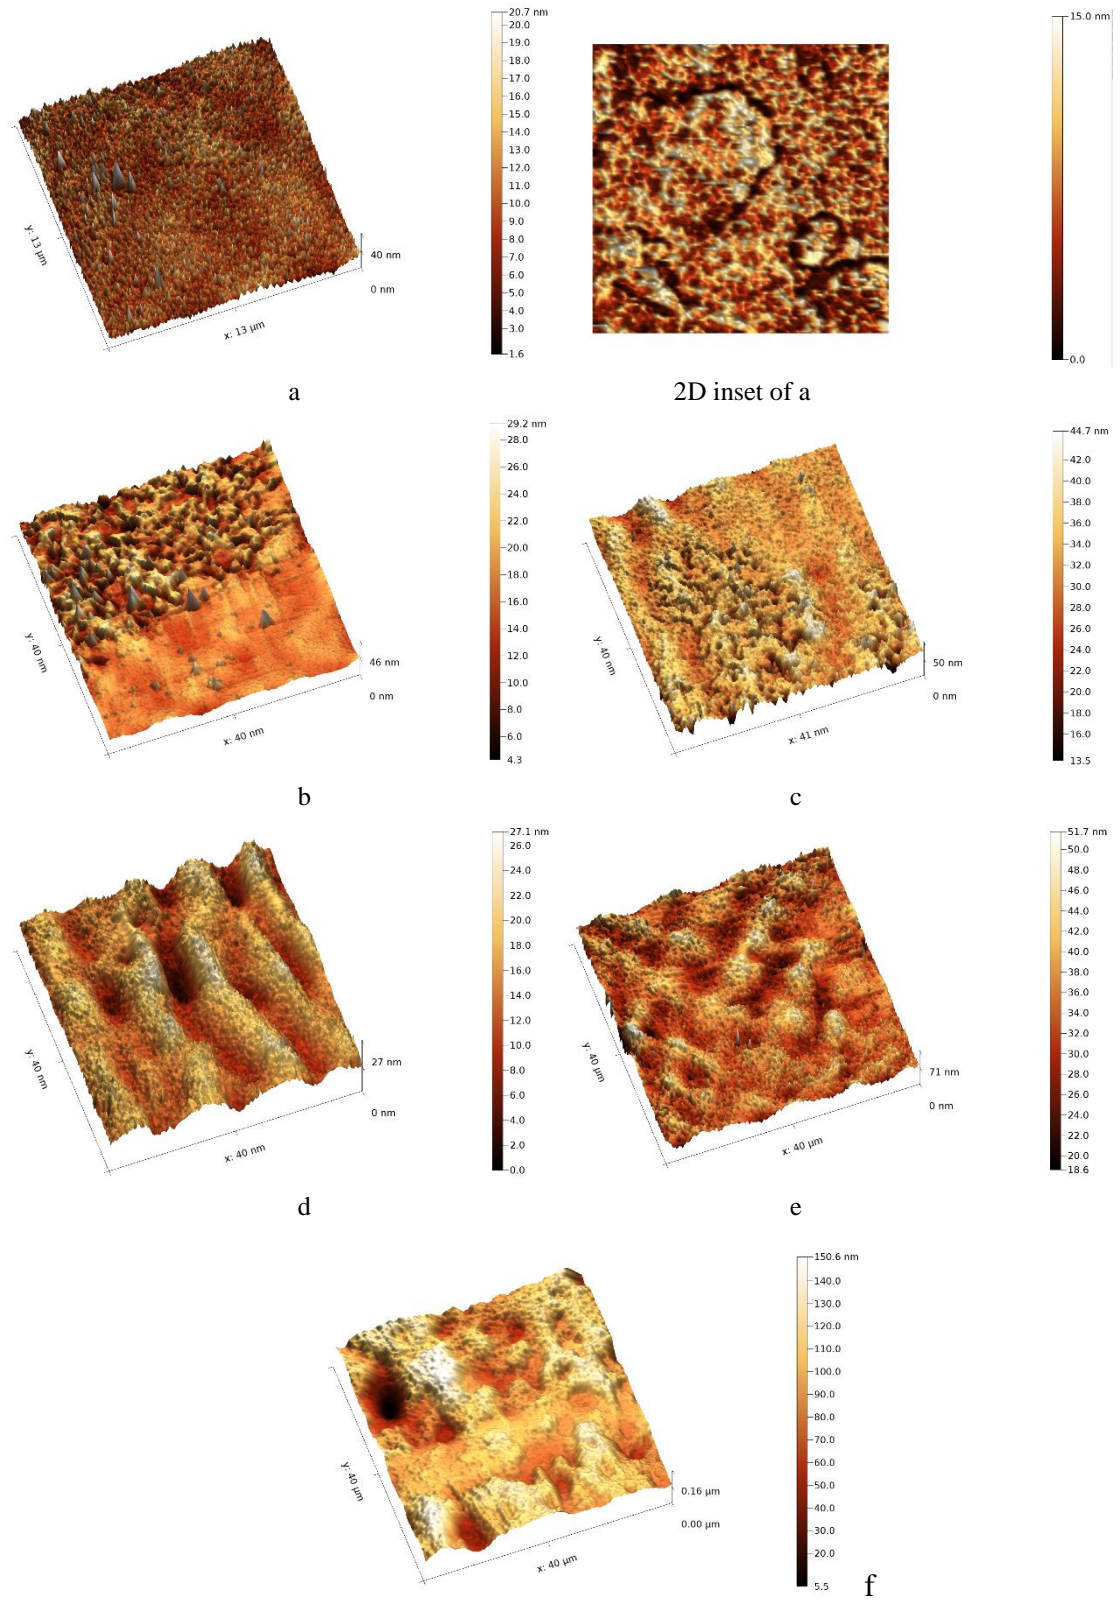 20.7 nm
20.0
19.0
18.0
17.0
16.0
15.0
14.0
13.0
12.0
11.0
10.0
9.0
8.0
7.0
6.0
5.0
4.0
3.0
1.6
y: 13 µm
x: 13 µm
40 nm
0 nm
15.0 nm
0.0
a
2D inset of a
29.2 nm
28.0
26.0
24.0
22.0
20.0
18.0
16.0
14.0
12.0
10.0
8.0
6.0
4.3
y: 40 nm
x: 40 nm
46 nm
0 nm
44.7 nm
42.0
40.0
38.0
36.0
34.0
32.0
30.0
28.0
26.0
24.0
22.0
20.0
18.0
16.0
13.5
y: 40 nm
x: 41 nm
50 nm
0 nm
b
c
27.1 nm
26.0
24.0
22.0
20.0
18.0
16.0
14.0
12.0
10.0
8.0
6.0
4.0
2.0
0.0
y: 40 nm
x: 40 nm
27 nm
0 nm
51.7 nm
50.0
48.0
46.0
44.0
42.0
40.0
38.0
36.0
34.0
32.0
30.0
28.0
26.0
24.0
22.0
20.0
18.6
y: 40 µm
x: 40 µm
71 nm
0 nm
d
e
150.6 nm
140.0
130.0
120.0
110.0
100.0
90.0
80.0
70.0
60.0
50.0
40.0
30.0
20.0
5.5
y: 40 µm
x: 40 µm
0.16 µm
0.00 µm
f